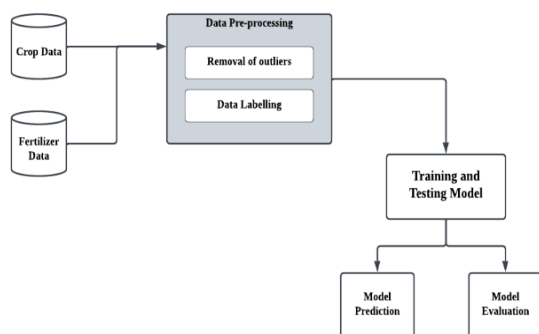 Data Pre-processing
Crop Data
Removal of outliers
Data Labelling
Fertilizer
Data
Training and
Testing Model
Model
Prediction
Model
Evaluation